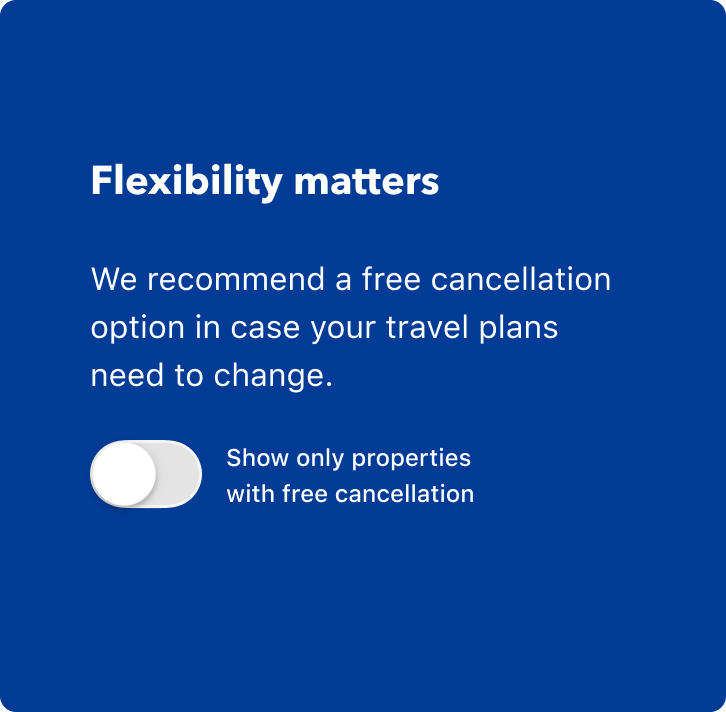 Flexibility matters
We recommend a free cancellation
option in case your travel plans
need to change.
Show only properties
with free cancellation